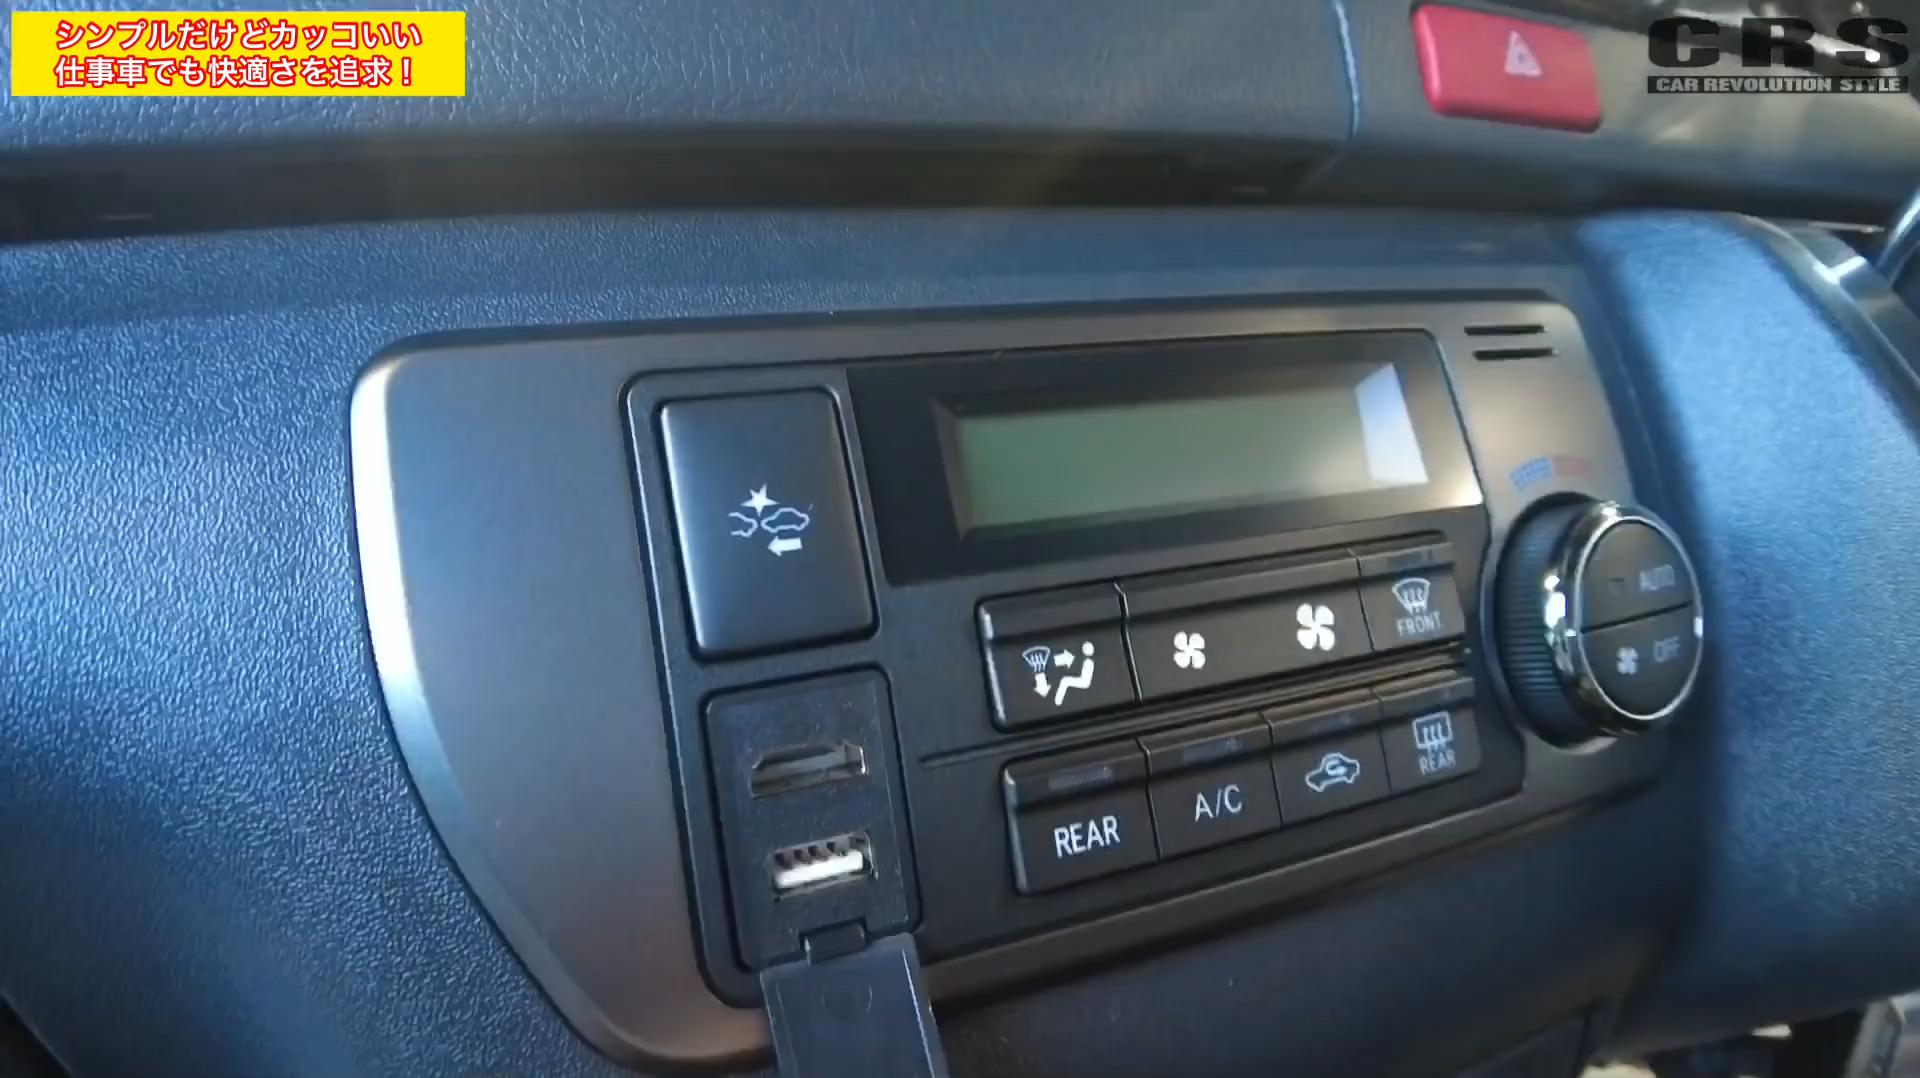 シンプルだけどカッコいい
仕事車でも快適さを追求！
CRS
CAR REVOLUTION STYLE
AUTO
OFF
FRONT
REAR
A/C
REAR